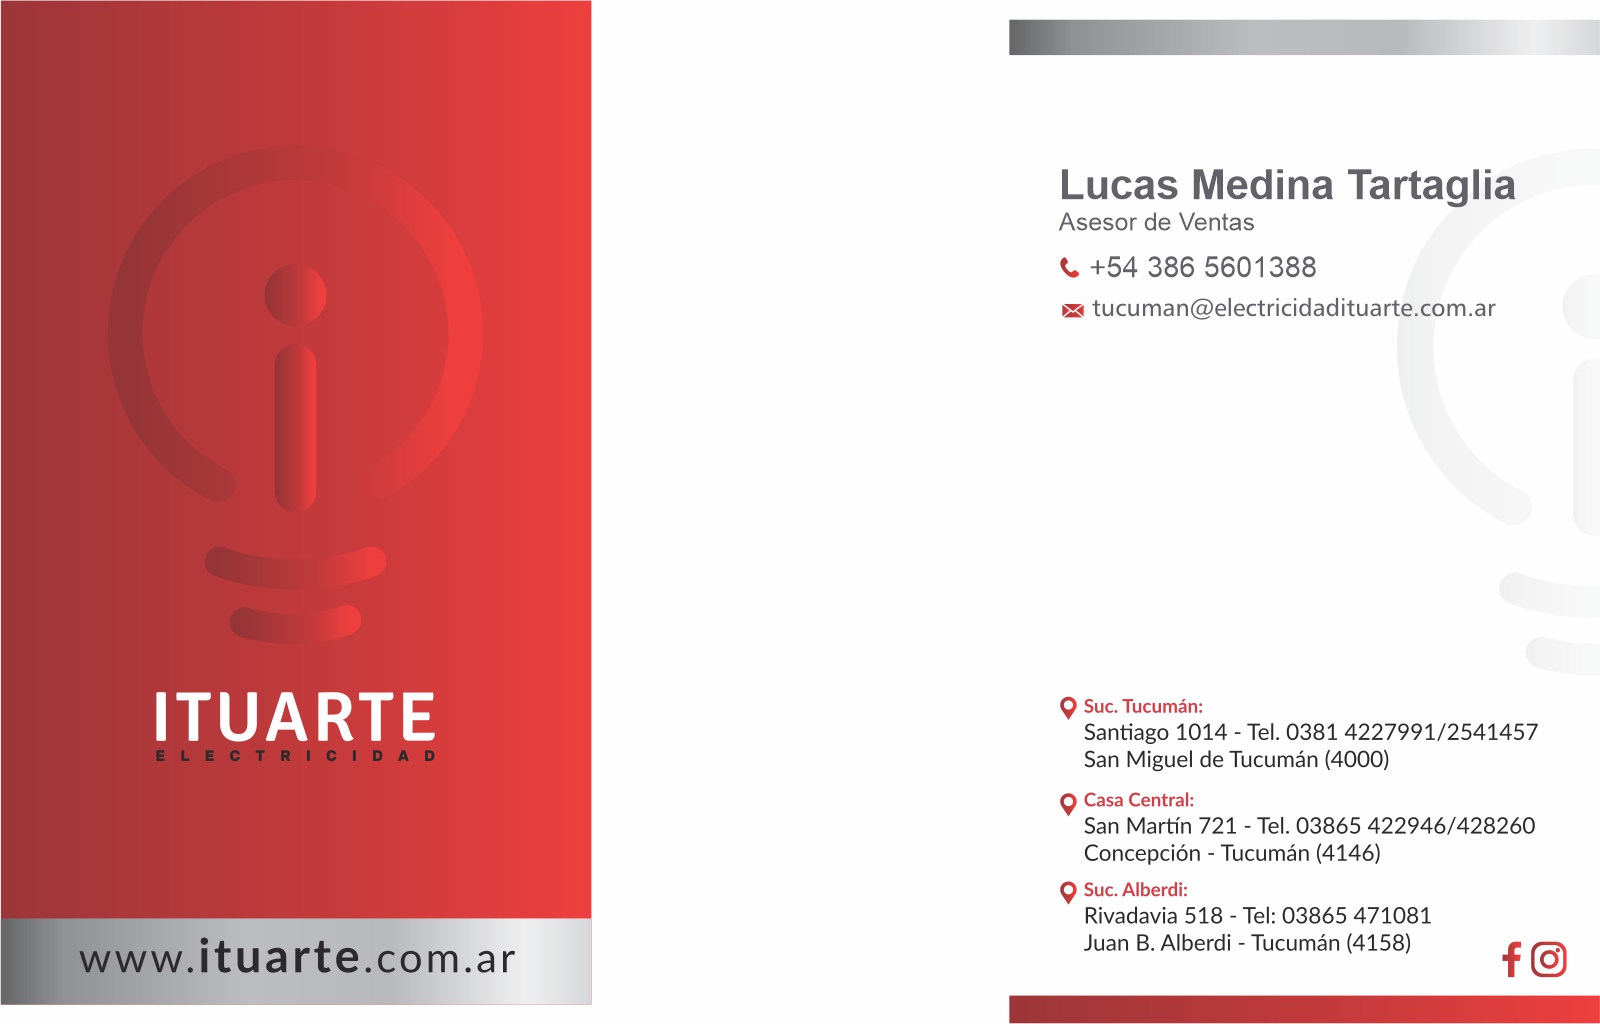 ITUARTE
ELECTRICIDAD
www.ituarte.com.ar
Lucas Medina Tartaglia
Asesor de Ventas
+54 386 5601388
tucuman@electricidadituarte.com.ar
Suc. Tucumán:
Santiago 1014 - Tel. 0381 4227991/2541457
San Miguel de Tucumán (4000)
Casa Central:
San Martín 721 - Tel. 03865 422946/428260
Concepción - Tucumán (4146)
Suc. Alberdi:
Rivadavia 518 - Tel: 03865 471081
Juan B. Alberdi - Tucumán (4158)